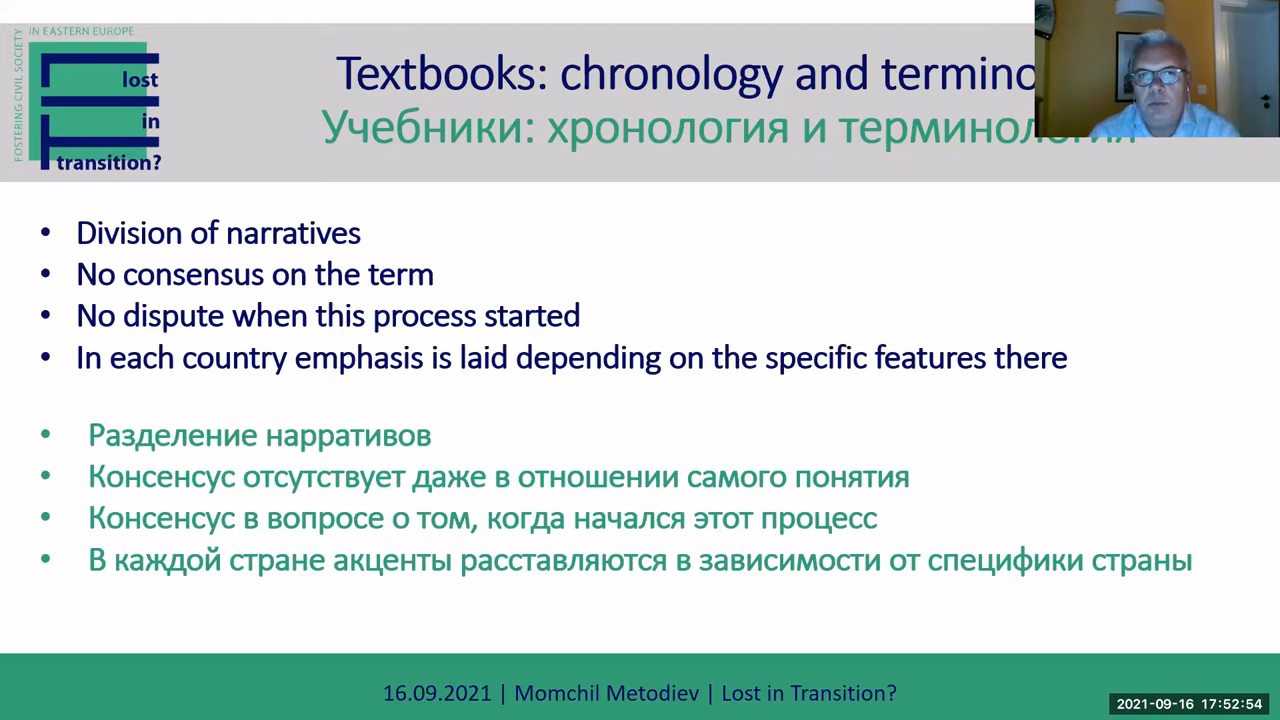 IN EASTERN EUROPE
FOSTERING CIVIL SOCIETY
lost
in
transition?
Textbooks: chronology and termino
Учебники: хронология и терминология
• Division of narratives
• No consensus on the term
• No dispute when this process started
• In each country emphasis is laid depending on the specific features there
• Разделение нарративов
• Консенсус отсутствует даже в отношении самого понятия
• Консенсус в вопросе о том, когда начался этот процесс
• В каждой стране акценты расставляются в зависимости от специфики страны
16.09.2021 | Momchil Metodiev | Lost in Transition?
2021-09-16 17:52:54